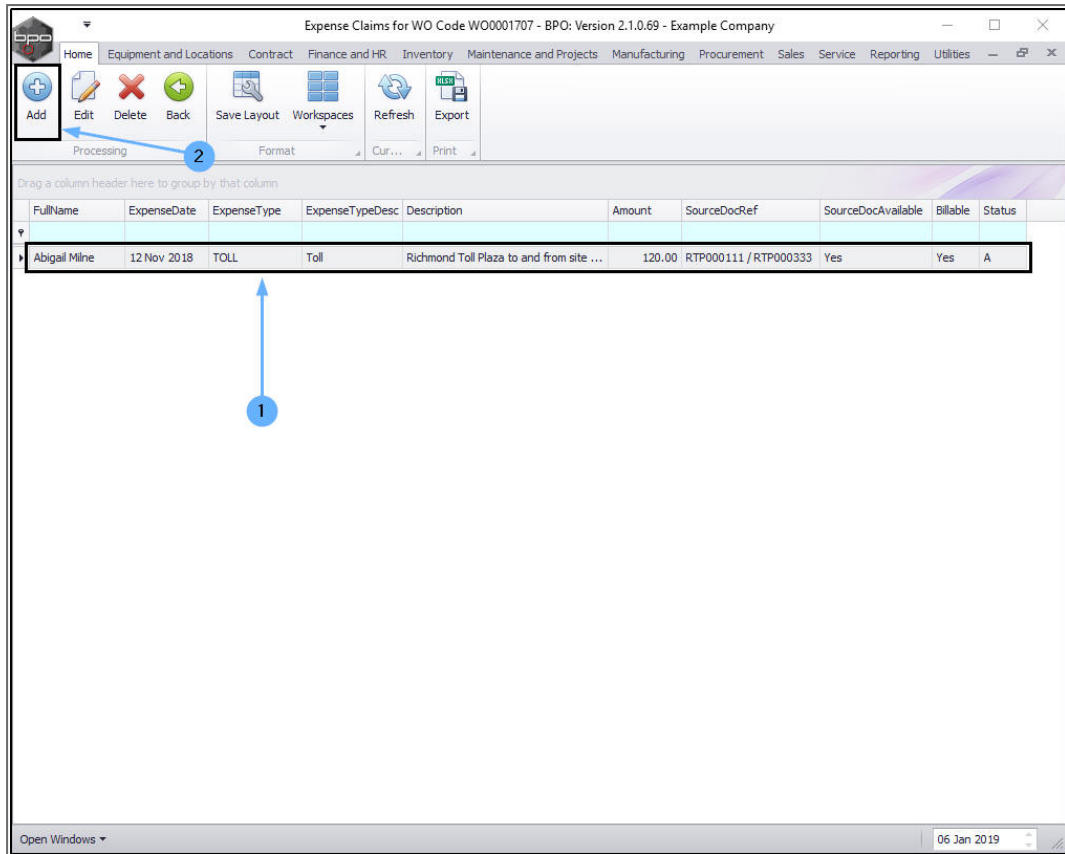 bpo
Expense Claims for WO Code WO0001707 - BPO: Version 2.1.0.69 - Example Company
Home Equipment and Locations Contract Finance and HR Inventory Maintenance and Projects Manufacturing Procurement Sales Service Reporting Utilities
XLSX
Add Edit Delete Back Save Layout Workspaces Refresh Export
Processing Format Cur... Print
2
Drag a column header here to group by that column
FullName ExpenseDate ExpenseType ExpenseTypeDesc Description Amount SourceDocRef SourceDocAvailable Billable Status
Abigail Milne 12 Nov 2018 TOLL Toll Richmond Toll Plaza to and from site ... 120.00 RTP000111 / RTP000333 Yes Yes A
1
Open Windows 06 Jan 2019